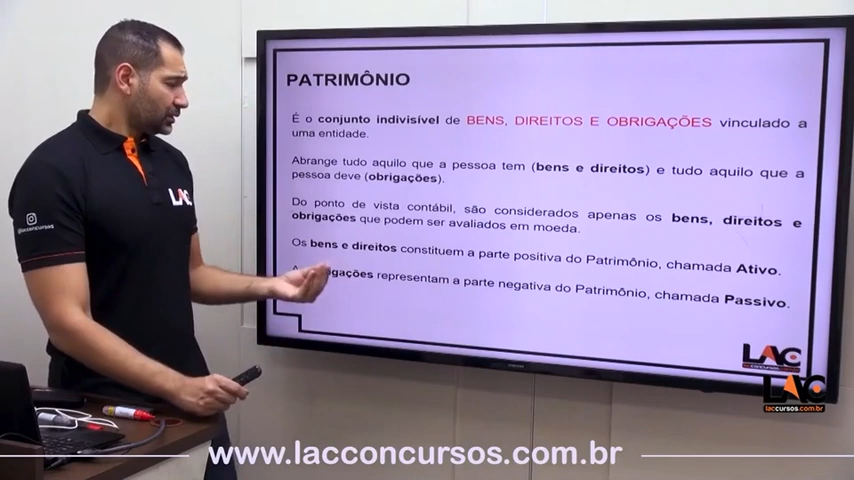 PATRIMÔNIO
É o conjunto indivisível de BENS, DIREITOS E OBRIGAÇÕES vinculado a
uma entidade.
Abrange tudo aquilo que a pessoa tem (bens e direitos) e tudo aquilo que a
pessoa deve (obrigações).
Do ponto de vista contábil, são considerados apenas os bens, direitos e
obrigações que podem ser avaliados em moeda.
Os bens e direitos constituem a parte positiva do Patrimônio, chamada Ativo.
representam a parte negativa do Patrimônio, chamada Passivo.
LAC
CONCURSOS
LAC
laccursos.com.br
LAC
@laccursos
www.lacconcursos.com.br